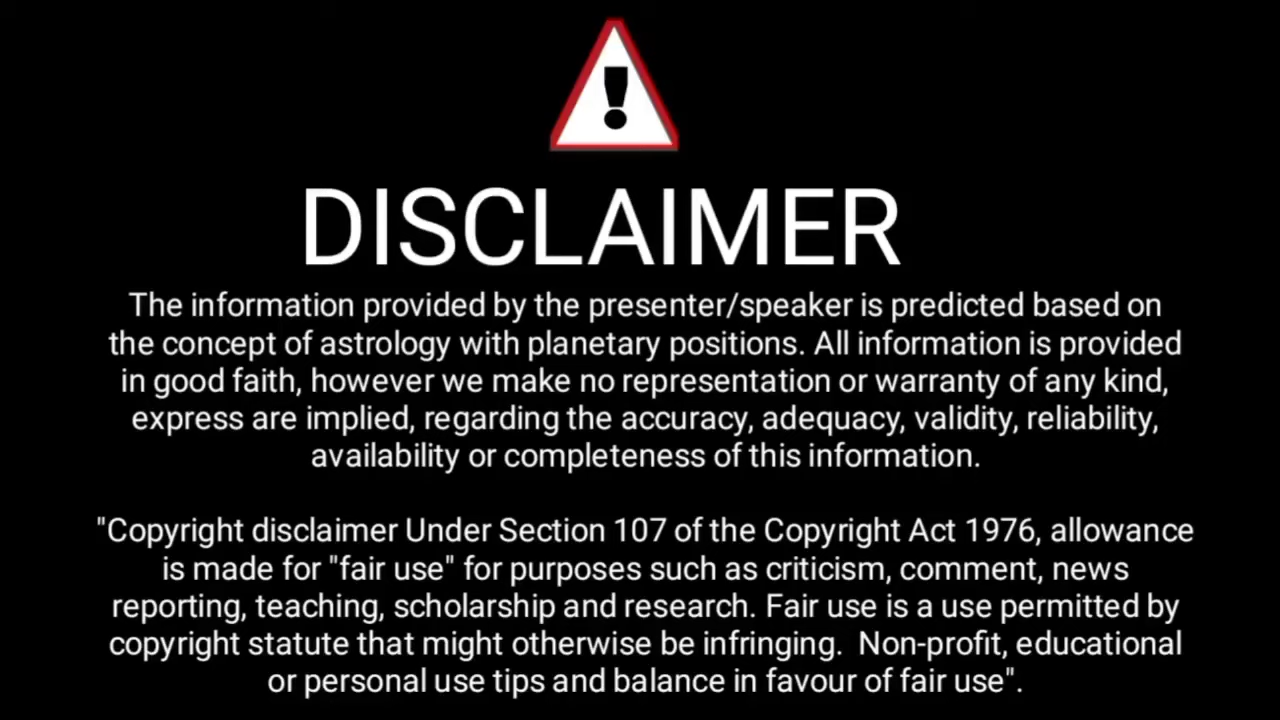 DISCLAIMER
The information provided by the presenter/speaker is predicted based on
the concept of astrology with planetary positions. All information is provided
in good faith, however we make no representation or warranty of any kind,
express are implied, regarding the accuracy, adequacy, validity, reliability,
availability or completeness of this information.
"Copyright disclaimer Under Section 107 of the Copyright Act 1976, allowance
is made for "fair use" for purposes such as criticism, comment, news
reporting, teaching, scholarship and research. Fair use is a use permitted by
copyright statute that might otherwise be infringing.  Non-profit, educational
or personal use tips and balance in favour of fair use".